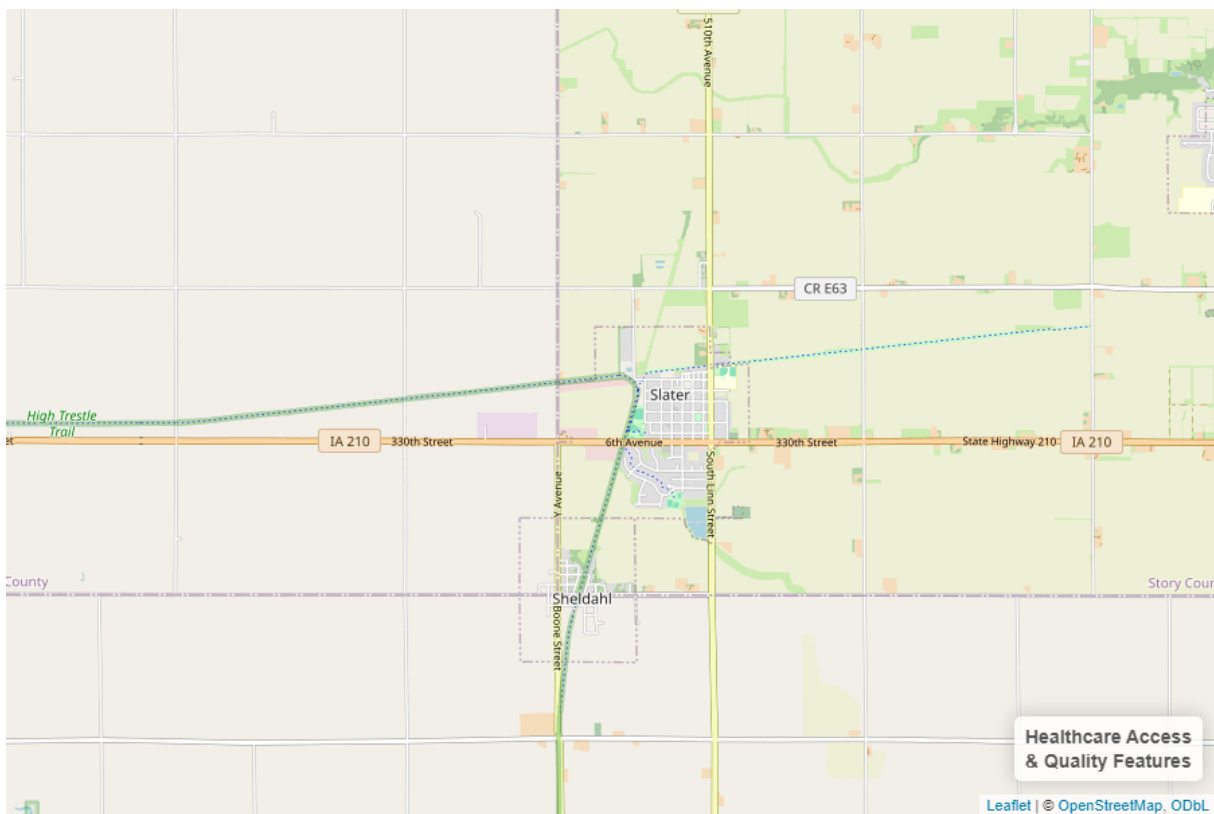 510th Avenue
CR E63
Slater
High Trestle
Trail
IA 210
330th Street
6th Avenue
330th Street
State Highway 210
IA 210
South Linn Street
Y Avenue
County
Story Cour
Sheldahl
Boone Street
Healthcare Access
& Quality Features
Leaflet | © OpenStreetMap, ODbL